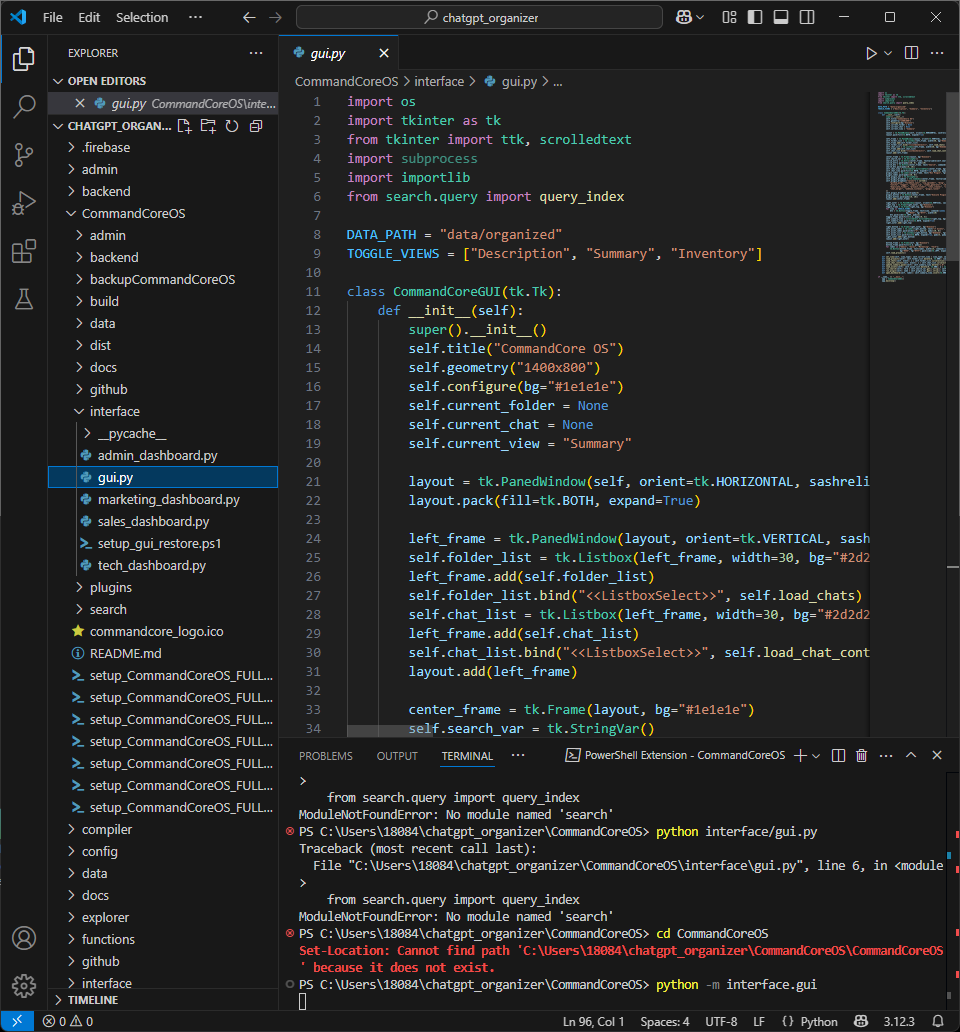 File Edit Selection ··· chatgpt_organizer
EXPLORER ···
OPEN EDITORS
gui.py CommandCoreOS\inte...
CHATGPT_ORGAN...
.firebase
admin
backend
CommandCoreOS
admin
backend
backupCommandCoreOS
build
data
dist
docs
github
interface
__pycache__
admin_dashboard.py
gui.py
marketing_dashboard.py
sales_dashboard.py
setup_gui_restore.ps1
tech_dashboard.py
plugins
search
commandcore_logo.ico
README.md
setup_CommandCoreOS_FULL...
setup_CommandCoreOS_FULL...
setup_CommandCoreOS_FULL...
setup_CommandCoreOS_FULL...
setup_CommandCoreOS_FULL...
setup_CommandCoreOS_FULL...
setup_CommandCoreOS_FULL...
compiler
config
data
docs
explorer
functions
github
interface
TIMELINE
gui.py
CommandCoreOS > interface > gui.py > ...
1 import os
2 import tkinter as tk
3 from tkinter import ttk, scrolledtext
4 import subprocess
5 import importlib
6 from search.query import query_index
7
8 DATA_PATH = "data/organized"
9 TOGGLE_VIEWS = ["Description", "Summary", "Inventory"]
10
11 class CommandCoreGUI(tk.Tk):
12 def __init__(self):
13 super().__init__()
14 self.title("CommandCore OS")
15 self.geometry("1400x800")
16 self.configure(bg="#1e1e1e")
17 self.current_folder = None
18 self.current_chat = None
19 self.current_view = "Summary"
20
21 layout = tk.PanedWindow(self, orient=tk.HORIZONTAL, sashreli
22 layout.pack(fill=tk.BOTH, expand=True)
23
24 left_frame = tk.PanedWindow(layout, orient=tk.VERTICAL, sash
25 self.folder_list = tk.Listbox(left_frame, width=30, bg="#2d2
26 left_frame.add(self.folder_list)
27 self.folder_list.bind("<<ListboxSelect>>", self.load_chats)
28 self.chat_list = tk.Listbox(left_frame, width=30, bg="#2d2d2
29 left_frame.add(self.chat_list)
30 self.chat_list.bind("<<ListboxSelect>>", self.load_chat_cont
31 layout.add(left_frame)
32
33 center_frame = tk.Frame(layout, bg="#1e1e1e")
34 self.search_var = tk.StringVar()
PROBLEMS OUTPUT TERMINAL ··· PowerShell Extension - CommandCoreOS
>
from search.query import query_index
ModuleNotFoundError: No module named 'search'
PS C:\Users\18084\chatgpt_organizer\CommandCoreOS> python interface/gui.py
Traceback (most recent call last):
File "C:\Users\18084\chatgpt_organizer\CommandCoreOS\interface\gui.py", line 6, in <module
>
from search.query import query_index
ModuleNotFoundError: No module named 'search'
PS C:\Users\18084\chatgpt_organizer\CommandCoreOS> cd CommandCoreOS
Set-Location: Cannot find path 'C:\Users\18084\chatgpt_organizer\CommandCoreOS\CommandCoreOS
' because it does not exist.
PS C:\Users\18084\chatgpt_organizer\CommandCoreOS> python -m interface.gui
0 0 Ln 96, Col 1 Spaces: 4 UTF-8 LF {} Python 3.12.3